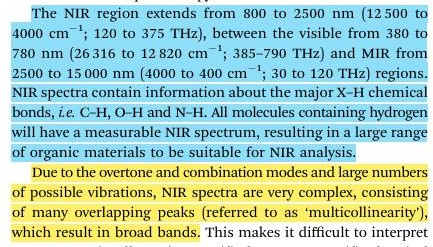 The NIR region extends from 800 to 2500 nm (12 500 to
4000 cm⁻¹; 120 to 375 THz), between the visible from 380 to
780 nm (26 316 to 12 820 cm⁻¹; 385–790 THz) and MIR from
2500 to 15 000 nm (4000 to 400 cm⁻¹; 30 to 120 THz) regions.
NIR spectra contain information about the major X–H chemical
bonds, i.e. C–H, O–H and N–H. All molecules containing hydrogen
will have a measurable NIR spectrum, resulting in a large range
of organic materials to be suitable for NIR analysis.
Due to the overtone and combination modes and large numbers
of possible vibrations, NIR spectra are very complex, consisting
of many overlapping peaks (referred to as ‘multicollinearity’),
which result in broad bands. This makes it difficult to interpret